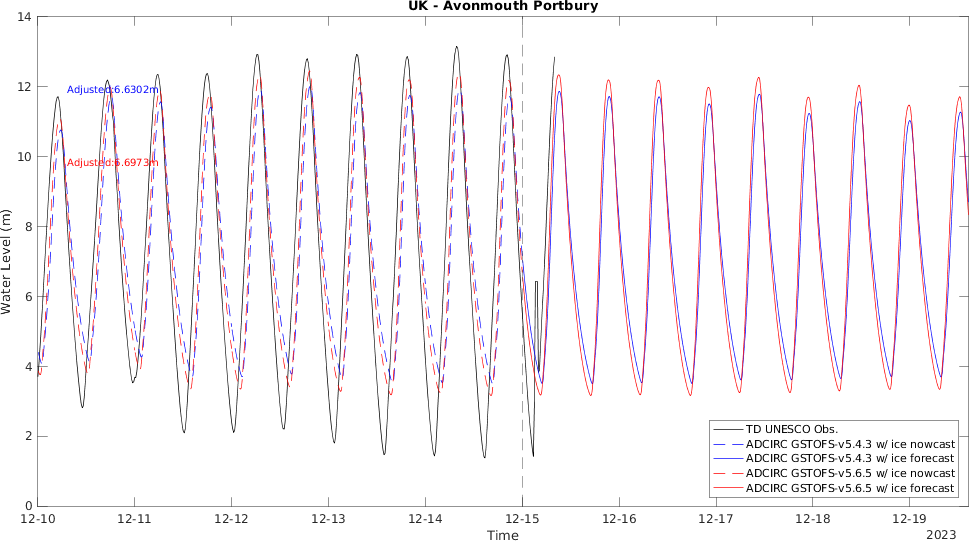 UK - Avonmouth Portbury
14
12
10
8
6
4
2
0
Water Level (m)
Adjusted:6.6302m
Adjusted:6.6973m
TD UNESCO Obs.
ADCIRC GSTOFS-v5.4.3 w/ ice nowcast
ADCIRC GSTOFS-v5.4.3 w/ ice forecast
ADCIRC GSTOFS-v5.6.5 w/ ice nowcast
ADCIRC GSTOFS-v5.6.5 w/ ice forecast
12-10 12-11 12-12 12-13 12-14 12-15 12-16 12-17 12-18 12-19
Time
2023